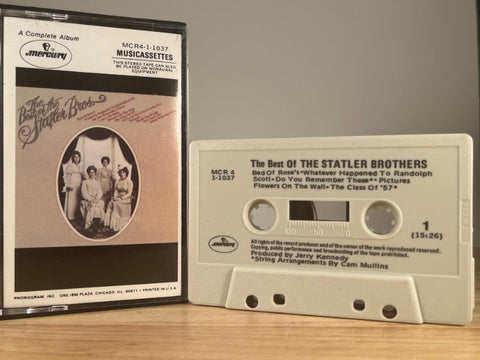 A Complete Album
mercury
MCR4-1-1037
MUSICASSETTES
THIS STEREO TAPE CAN ALSO
BE PLAYED ON MONAURAL
EQUIPMENT
The
Best of the
Statler Bros.
PHONOGRAM, INC. ONE IBM PLAZA, CHICAGO, ILL. 60611 • PRINTED IN U.S.A.
The Best Of THE STATLER BROTHERS
MCR 4
1-1037
Bed Of Rose's•Whatever Happened To Randolph
Scott•Do You Remember These*•Pictures
Flowers On The Wall•The Class Of '57*
100 50 0
1
(15:26)
mercury
All rights of the record producer and of the owner of the work reproduced reserved.
Copying, public performance and broadcasting of the tape prohibited.
Produced by Jerry Kennedy
*String Arrangements By Cam Mullins